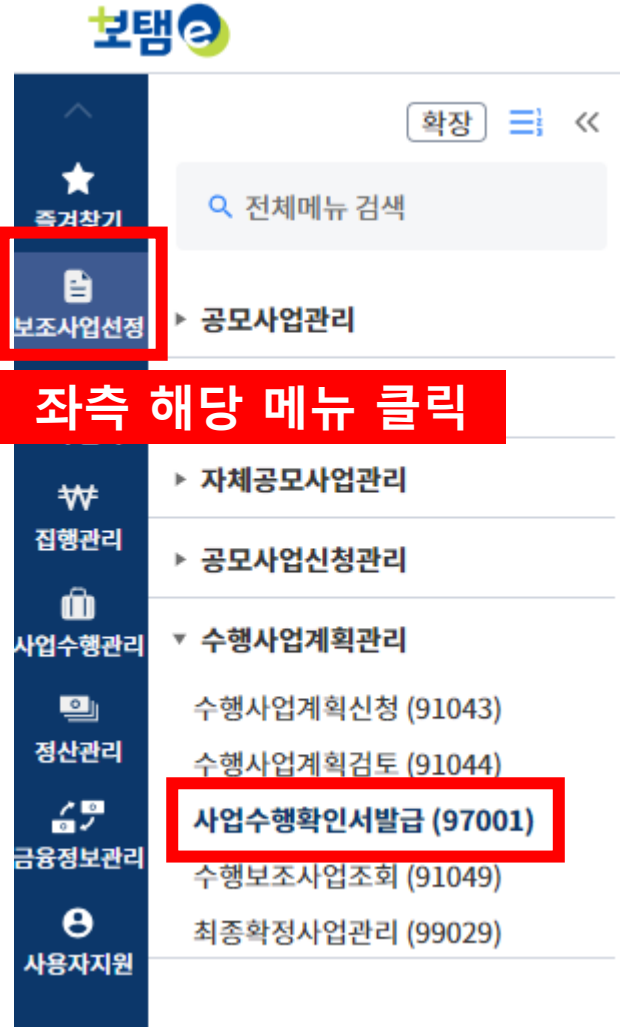 보탬e
확장
즐겨찾기
전체메뉴 검색
보조사업선정
공모사업관리
좌측 해당 메뉴 클릭
자체공모사업관리
집행관리
공모사업신청관리
사업수행관리
수행사업계획관리
수행사업계획신청 (91043)
정산관리
수행사업계획검토 (91044)
사업수행확인서발급 (97001)
금융정보관리
수행보조사업조회 (91049)
최종확정사업관리 (99029)
사용자지원